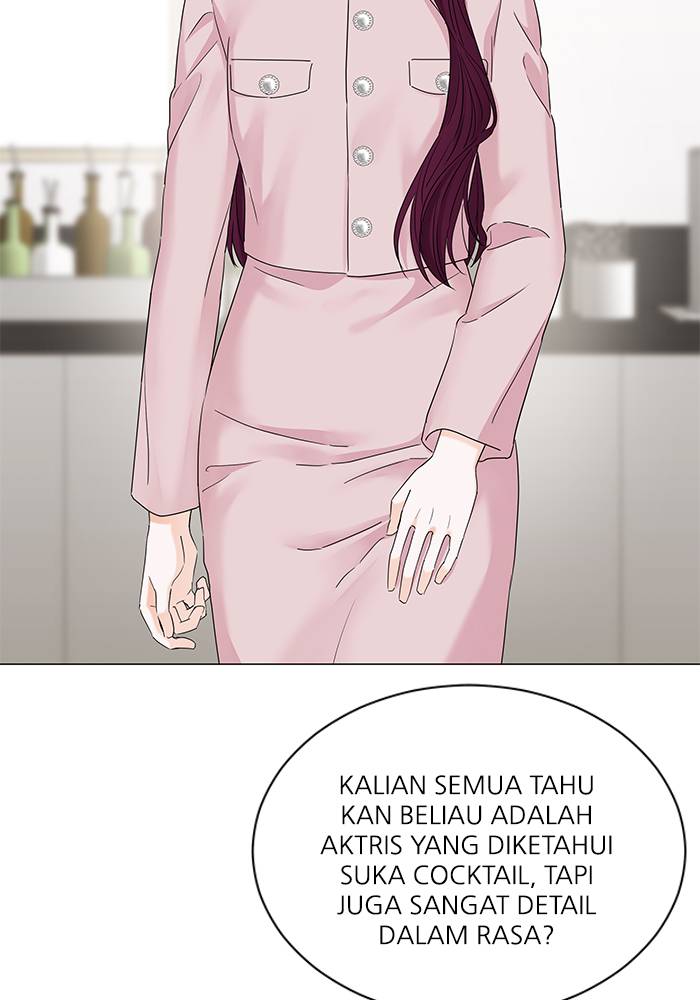 KALIAN SEMUA TAHU
KAN BELIAU ADALAH
AKTRIS YANG DIKETAHUI
SUKA COCKTAIL, TAPI
JUGA SANGAT DETAIL
DALAM RASA?